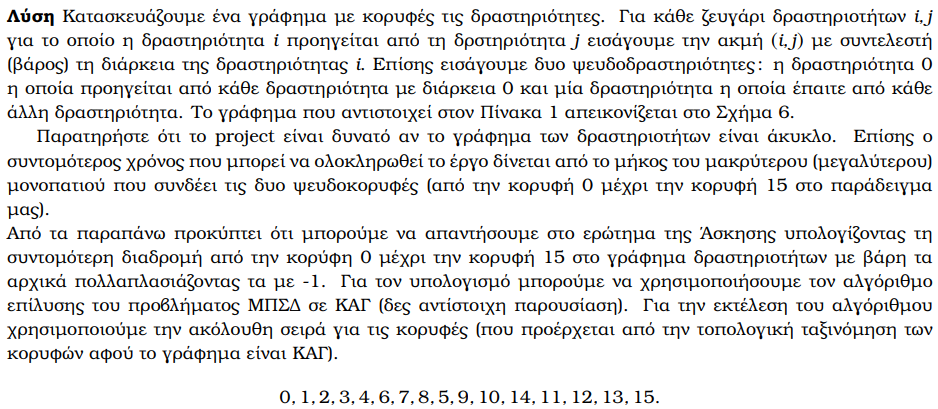 Λύση Κατασκευάζουμε ένα γράφημα με κορυφές τις δραστηριότητες. Για κάθε ζευγάρι δραστηριοτήτων i, j
για το οποίο η δραστηριότητα i προηγείται από τη δρστηριότητα j εισάγουμε την ακμή (i, j) με συντελεστή
(βάρος) τη διάρκεια της δραστηριότητας i. Επίσης εισάγουμε δυο ψευδοδραστηριότητες: η δραστηριότητα 0
η οποία προηγείται από κάθε δραστηριότητα με διάρκεια 0 και μία δραστηριότητα η οποία έπαιτε από κάθε
άλλη δραστηριότητα. Το γράφημα που αντιστοιχεί στον Πίνακα 1 απεικονίζεται στο Σχήμα 6.
Παρατηρήστε ότι το project είναι δυνατό αν το γράφημα των δραστηριοτήτων είναι άκυκλο. Επίσης ο
συντομότερος χρόνος που μπορεί να ολοκληρωθεί το έργο δίνεται από το μήκος του μακρύτερου (μεγαλύτερου)
μονοπατιού που συνδέει τις δυο ψευδοκορυφές (από την κορυφή 0 μέχρι την κορυφή 15 στο παράδειγμα
μας).
Από τα παραπάνω προκύπτει ότι μπορούμε να απαντήσουμε στο ερώτημα της Άσκησης υπολογίζοντας τη
συντομότερη διαδρομή από την κορύφή 0 μέχρι την κορυφή 15 στο γράφημα δραστηριοτήτων με βάρη τα
αρχικά πολλαπλασιάζοντας τα με -1. Για τον υπολογισμό μπορούμε να χρησιμοποιήσουμε τον αλγόριθμο
επίλυσης του προβλήματος ΜΠΣΔ σε ΚΑΓ (δες αντίστοιχη παρουσίαση). Για την εκτέλεση του αλγόριθμου
χρησιμοποιούμε την ακόλουθη σειρά για τις κορυφές (που προέρχεται από την τοπολογική ταξινόμηση των
κορυφών αφού το γράφημα είναι ΚΑΓ).
0, 1, 2, 3, 4, 6, 7, 8, 5, 9, 10, 14, 11, 12, 13, 15.